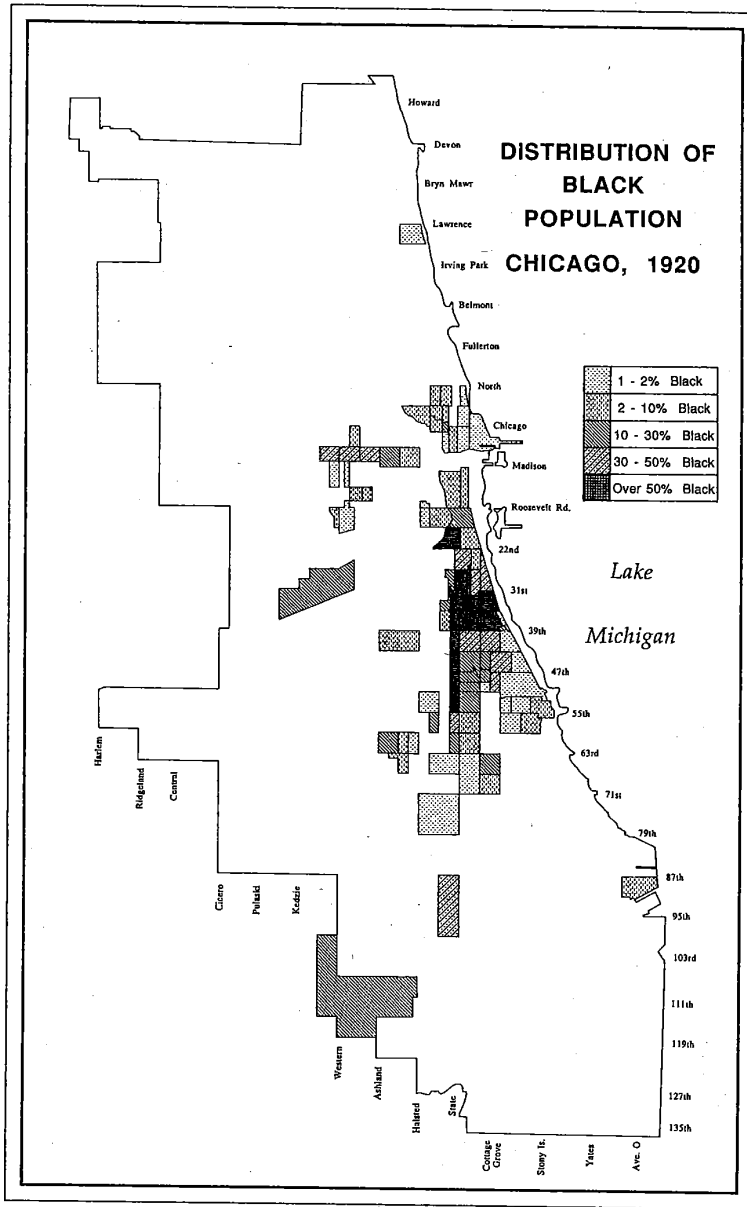 DISTRIBUTION OF
BLACK
POPULATION
CHICAGO, 1920
Howard
Devon
Bryn Mawr
Lawrence
Irving Park
Belmont
Fullerton
North
Chicago
Madison
Roosevelt Rd.
22nd
31st
39th
47th
55th
63rd
71st
79th
87th
95th
103rd
111th
119th
127th
135th
1 - 2% Black
2 - 10% Black
10 - 30% Black
30 - 50% Black
Over 50% Black
Lake
Michigan
Harlem
Ridgeland
Central
Cicero
Pulaski
Kedzie
Western
Ashland
Halsted
State
Cottage
Grove
Stony Is.
Yates
Ave. O